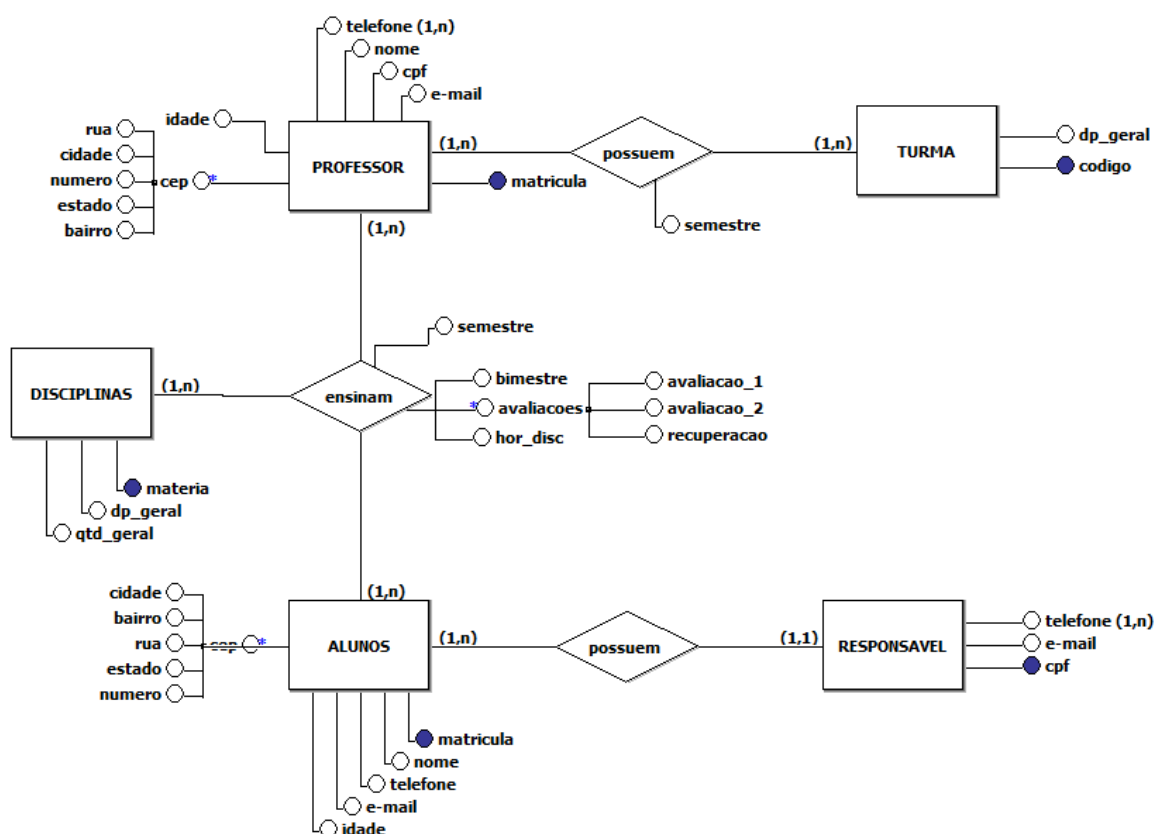 telefone (1,n)
nome
cpf
e-mail
idade
rua
cidade
numero
estado
bairro
cep
*
PROFESSOR
(1,n)
possuem
(1,n)
TURMA
dp_geral
codigo
matricula
semestre
(1,n)
semestre
DISCIPLINAS
(1,n)
ensinam
bimestre
*
avaliacoes
hor_disc
avaliacao_1
avaliacao_2
recuperacao
materia
dp_geral
qtd_geral
(1,n)
cidade
bairro
rua
estado
numero
cep
*
ALUNOS
(1,n)
possuem
(1,1)
RESPONSAVEL
telefone (1,n)
e-mail
cpf
matricula
nome
telefone
e-mail
idade